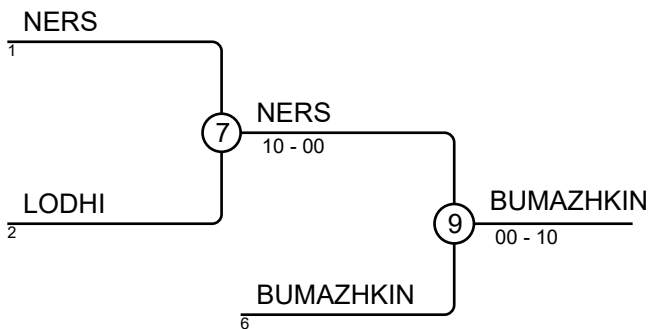 NERS
1
7
NERS
10 - 00
LODHI
2
9
BUMAZHKIN
00 - 10
BUMAZHKIN
6